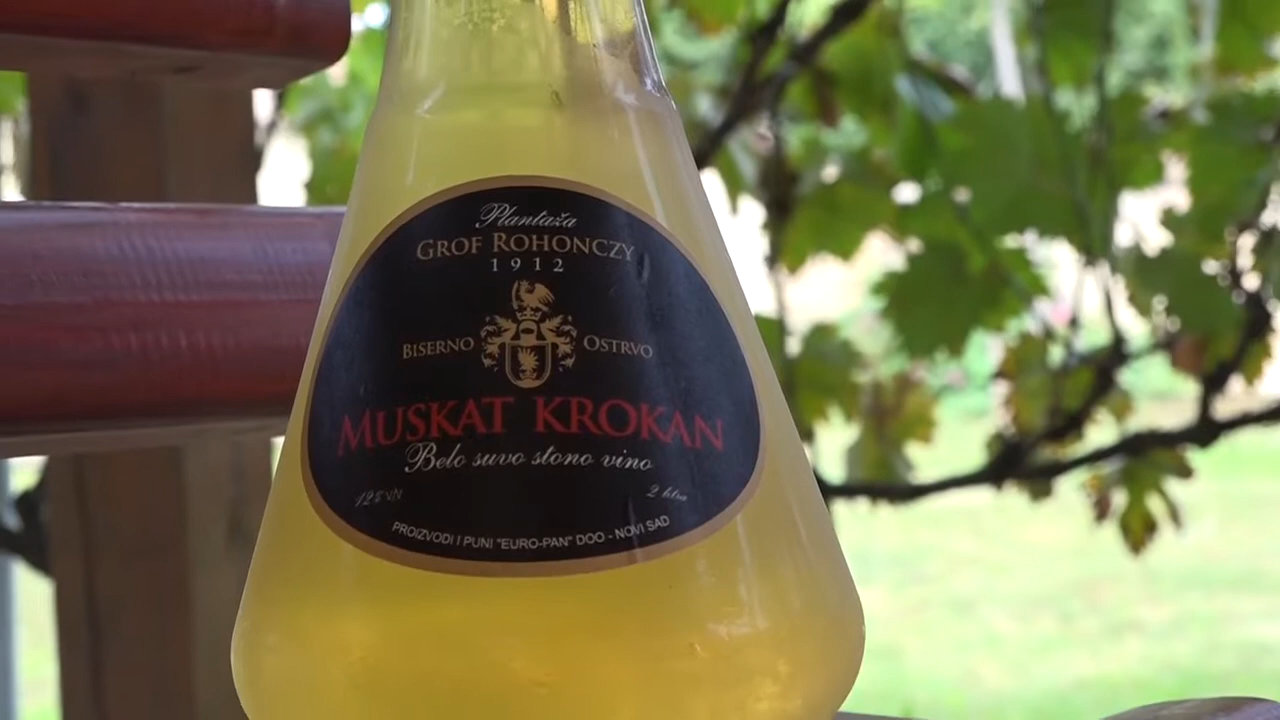 Plantaža
GROF ROHONCZY
1912
BISERNO OSTRVO
MUSKAT KROKAN
Belo suvo stono vino
2 litra
PROIZVODI I PUNI "EURO-PAN" DOO - NOVI SAD